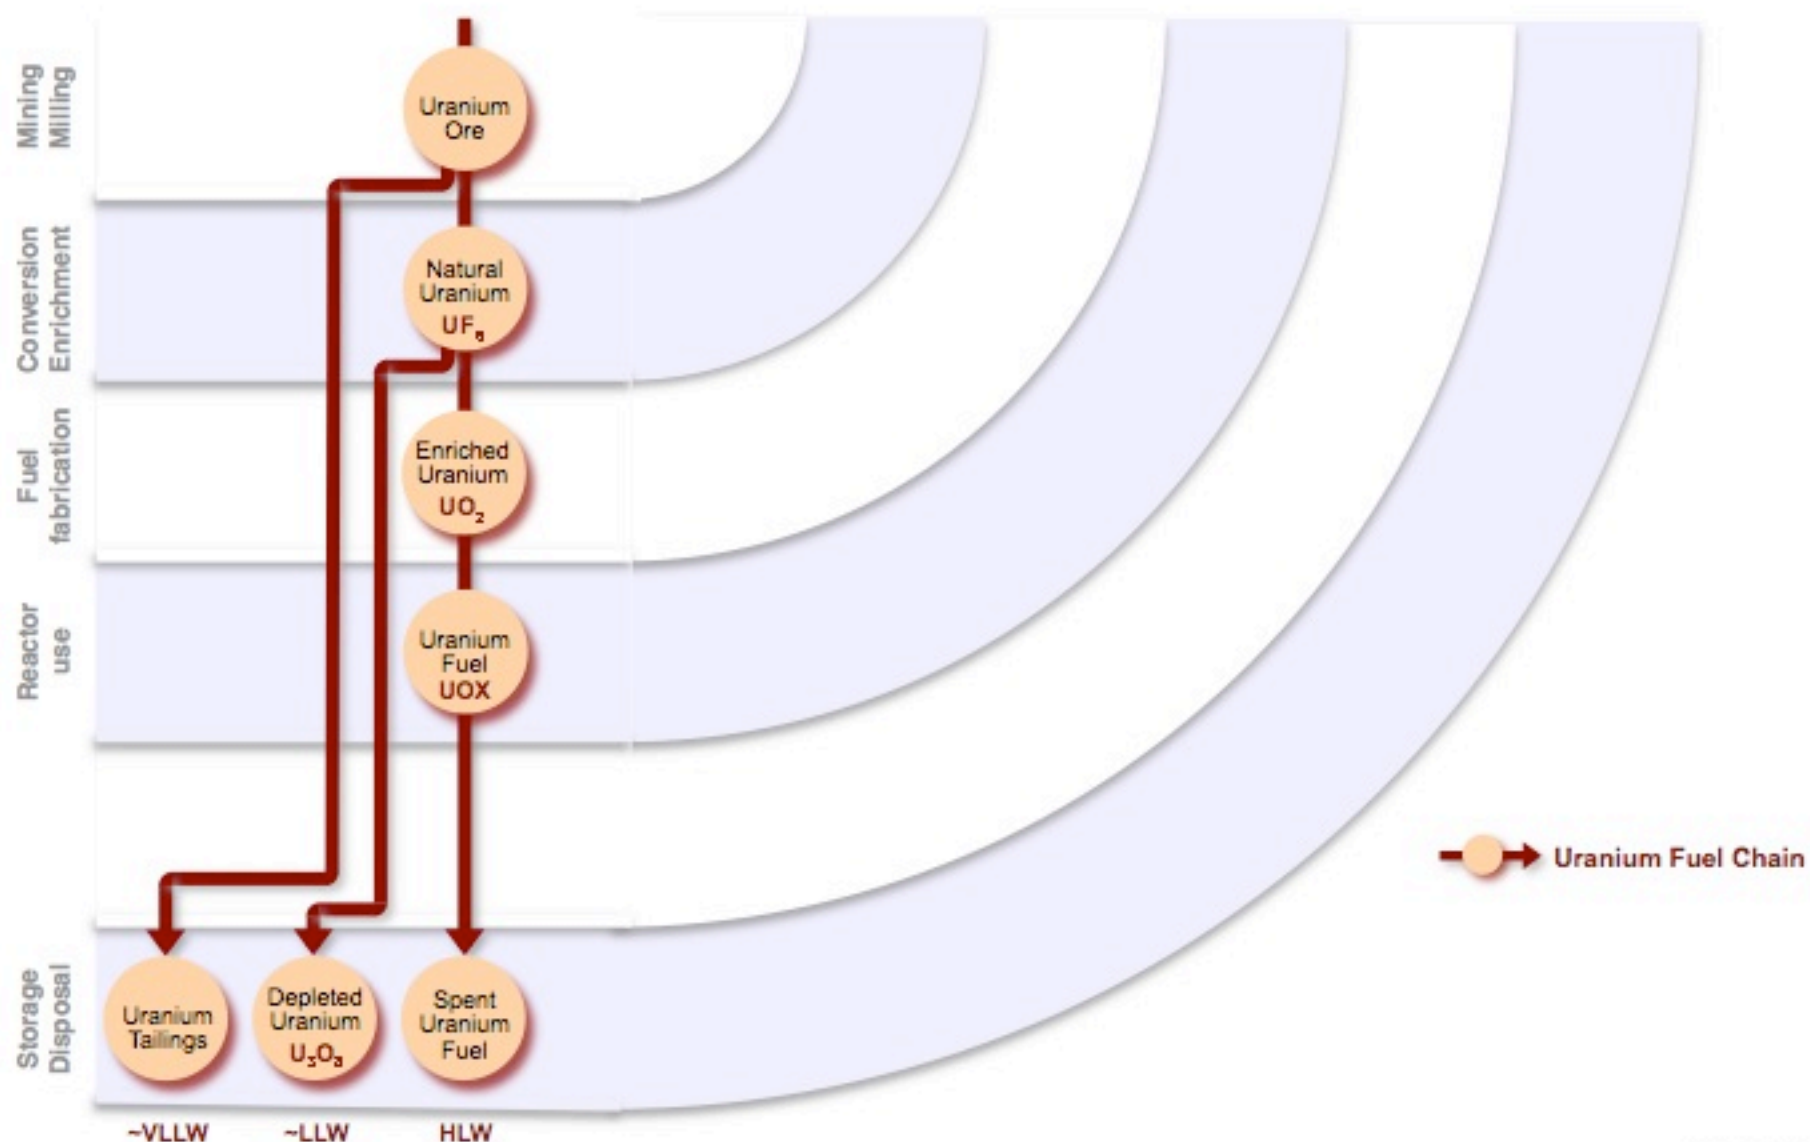 Mining
Milling
Uranium
Ore
Conversion
Enrichment
Natural
Uranium
UF₆
Fuel
fabrication
Enriched
Uranium
UO₂
Reactor
use
Uranium
Fuel
UOX
Uranium Fuel Chain
Storage
Disposal
Uranium
Tailings
Depleted
Uranium
U₃O₈
Spent
Uranium
Fuel
~VLLW
~LLW
HLW